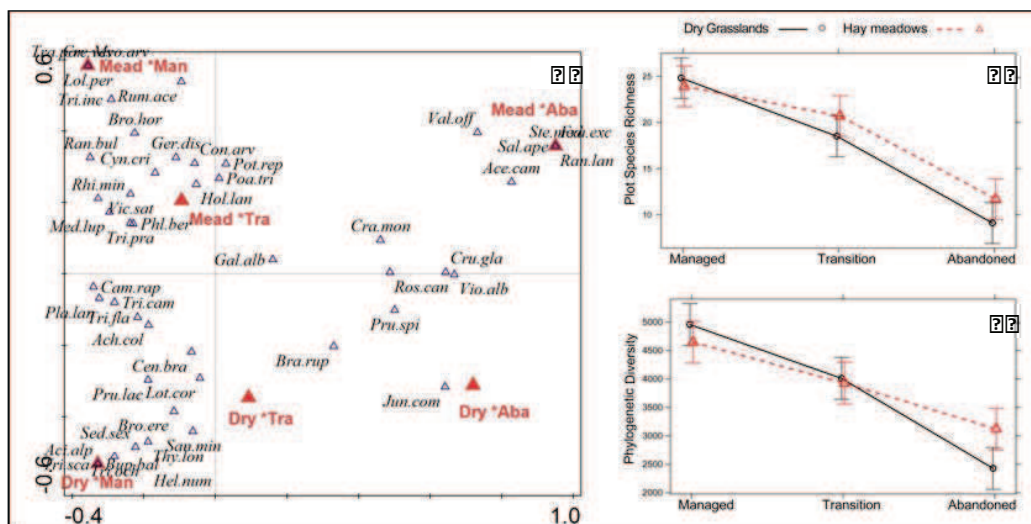 Dry Grasslands
Hay meadows
0.6
Mead *Man
Lol.per
Tri.inc
Rum.ace
Bro.hor
Ran.bul
Ger.dis
Cyn.cri
Con.arv
Pot.rep
Rhi.min
Poa.tri
Hol.lan
Vic.sat
Mead *Tra
Med.lup
Phl.ber
Tri.pra
Gal.alb
Cra.mon
Val.off
Mead *Aba
Sal.ape
Ran.lan
Ace.cam
Cru.gla
Ros.can
Vio.alb
Cam.rap
Pla.lan
Tri.cam
Tri.fla
Ach.col
Pru.spi
Cen.bra
Bra.rup
Pru.lac
Lot.cor
Dry *Tra
Jun.com
Dry *Aba
Bro.ere
Sed.sex
San.min
Aci.alp
Thy.lon
Dry *Man
Hel.num
-0.6
-0.4
1.0
Plot Species Richness
25
20
15
10
Managed
Transition
Abandoned
Phylogenetic Diversity
5000
4500
4000
3500
3000
2500
2000
Managed
Transition
Abandoned